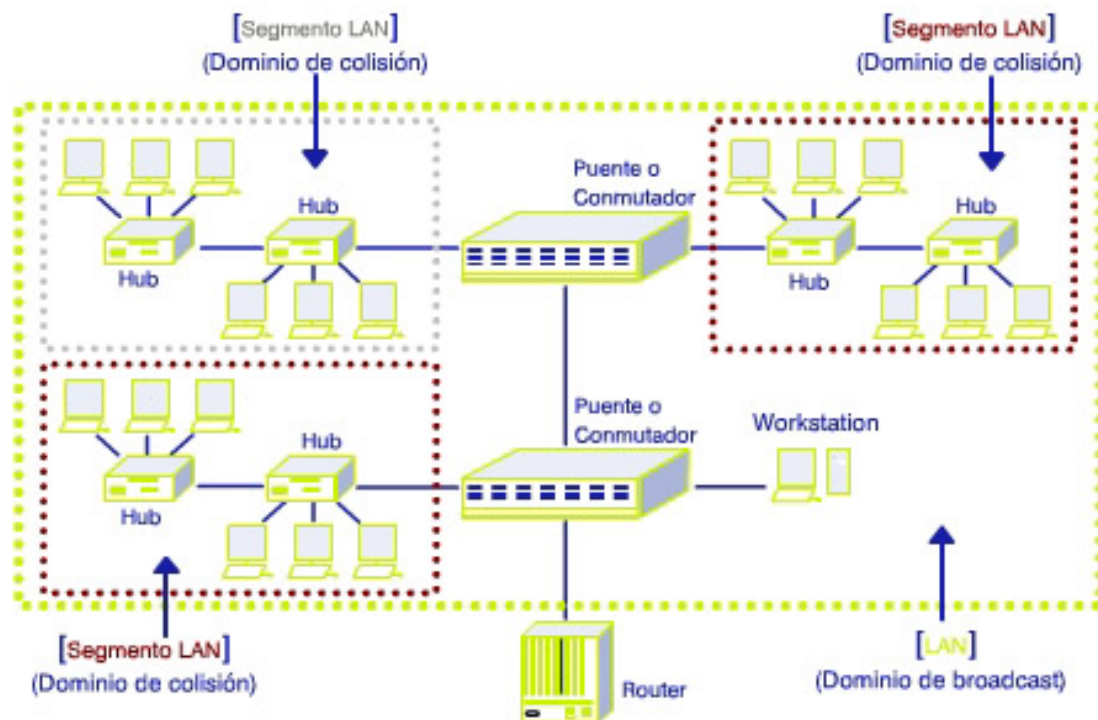 [Segmento LAN]
(Dominio de colisión)
[Segmento LAN]
(Dominio de colisión)
Puente o
Conmutador
Hub
Hub
Hub
Hub
Puente o
Conmutador
Workstation
Hub
Hub
[Segmento LAN]
(Dominio de colisión)
Router
[LAN]
(Dominio de broadcast)